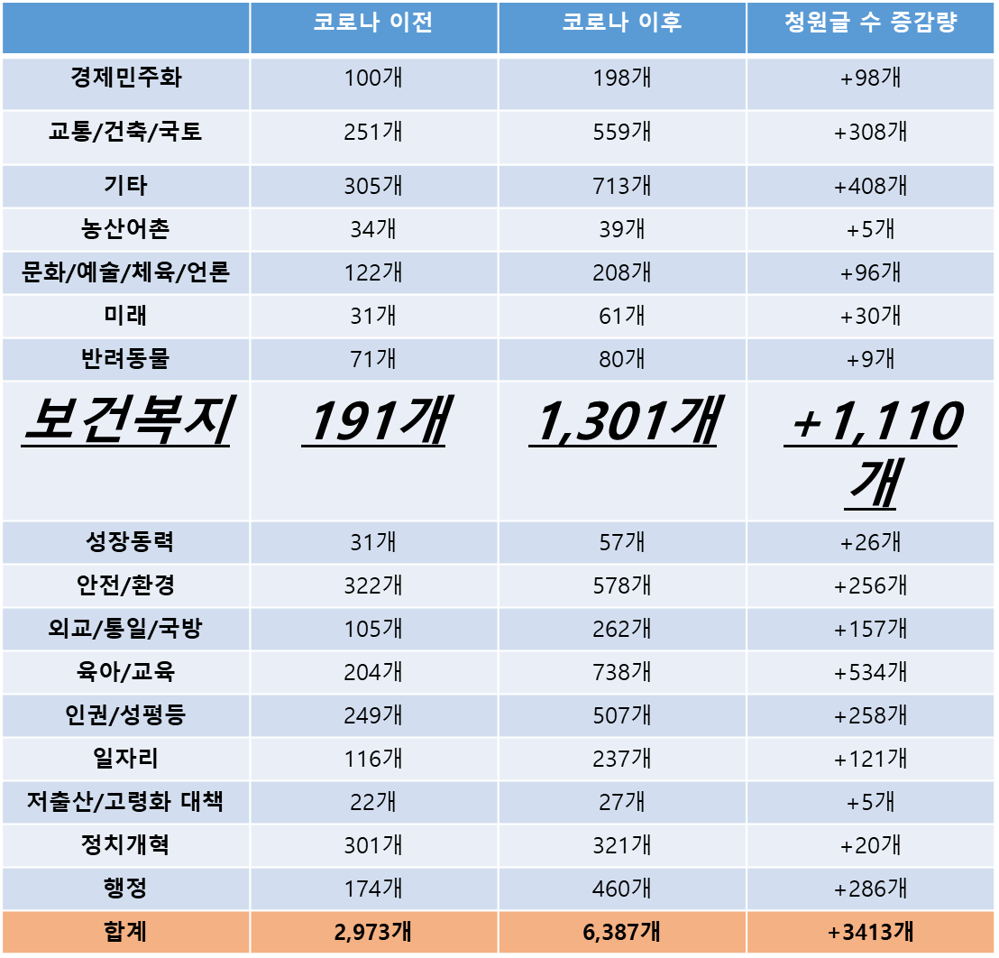 코로나 이전 코로나 이후 청원글 수 증감량
경제민주화 100개 198개 +98개
교통/건축/국토 251개 559개 +308개
기타 305개 713개 +408개
농산어촌 34개 39개 +5개
문화/예술/체육/언론 122개 208개 +96개
미래 31개 61개 +30개
반려동물 71개 80개 +9개
보건복지 191개 1,301개 +1,110
개
성장동력 31개 57개 +26개
안전/환경 322개 578개 +256개
외교/통일/국방 105개 262개 +157개
육아/교육 204개 738개 +534개
인권/성평등 249개 507개 +258개
일자리 116개 237개 +121개
저출산/고령화 대책 22개 27개 +5개
정치개혁 301개 321개 +20개
행정 174개 460개 +286개
합계 2,973개 6,387개 +3413개